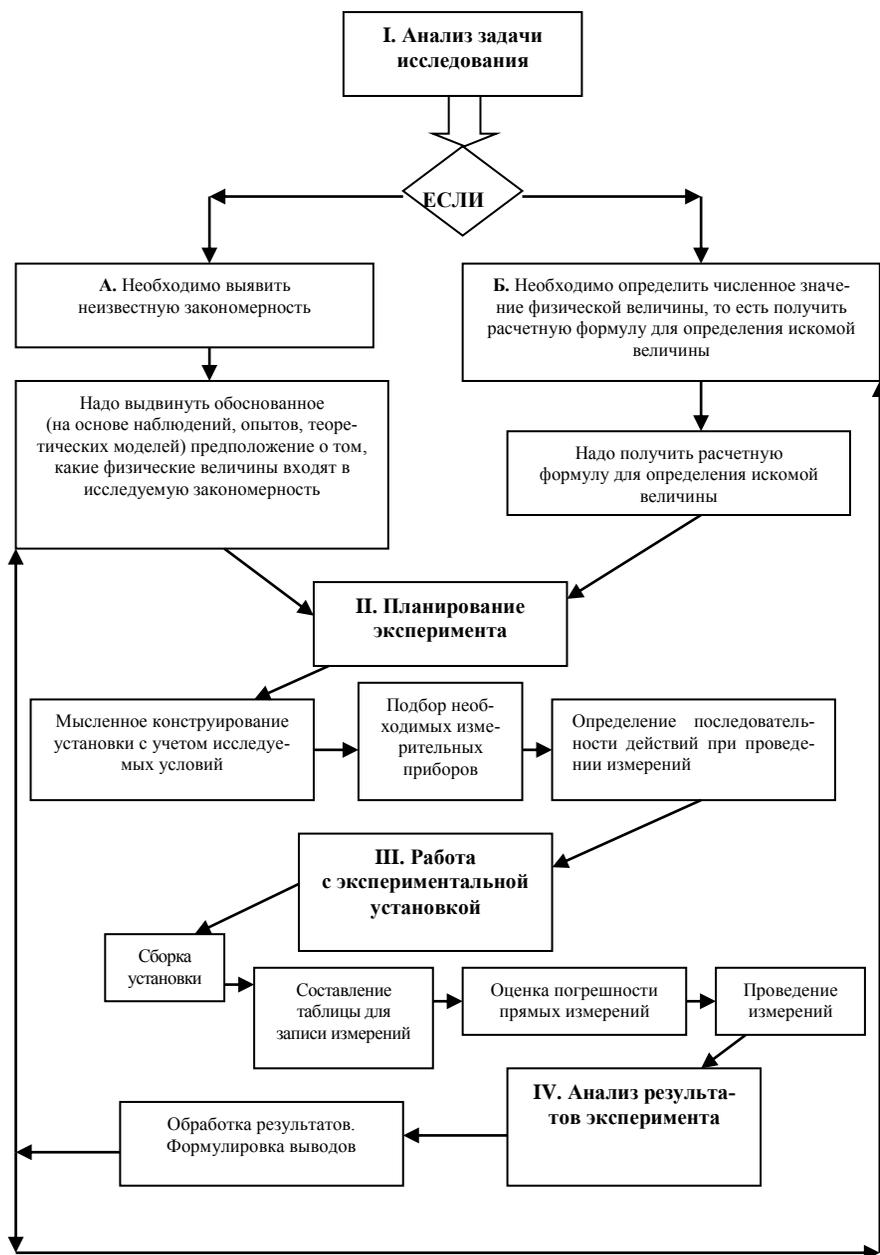 I. Анализ задачи
исследования
ЕСЛИ
А. Необходимо выявить
неизвестную закономерность
Б. Необходимо определить численное значе-
ние физической величины, то есть получить
расчетную формулу для определения искомой
величины
Надо выдвинуть обоснованное
(на основе наблюдений, опытов, теоре-
тических моделей) предположение о том,
какие физические величины входят в
исследуемую закономерность
Надо получить расчетную
формулу для определения искомой
величины
II. Планирование
эксперимента
Мысленное конструирование
установки с учетом исследуе-
мых условий
Подбор необ-
ходимых изме-
рительных
приборов
Определение последователь-
ности действий при проведе-
нии измерений
III. Работа
с экспериментальной
установкой
Сборка
установки
Составление
таблицы для
записи измерений
Оценка погрешности
прямых измерений
Проведение
измерений
IV. Анализ результа-
тов эксперимента
Обработка результатов.
Формулировка выводов